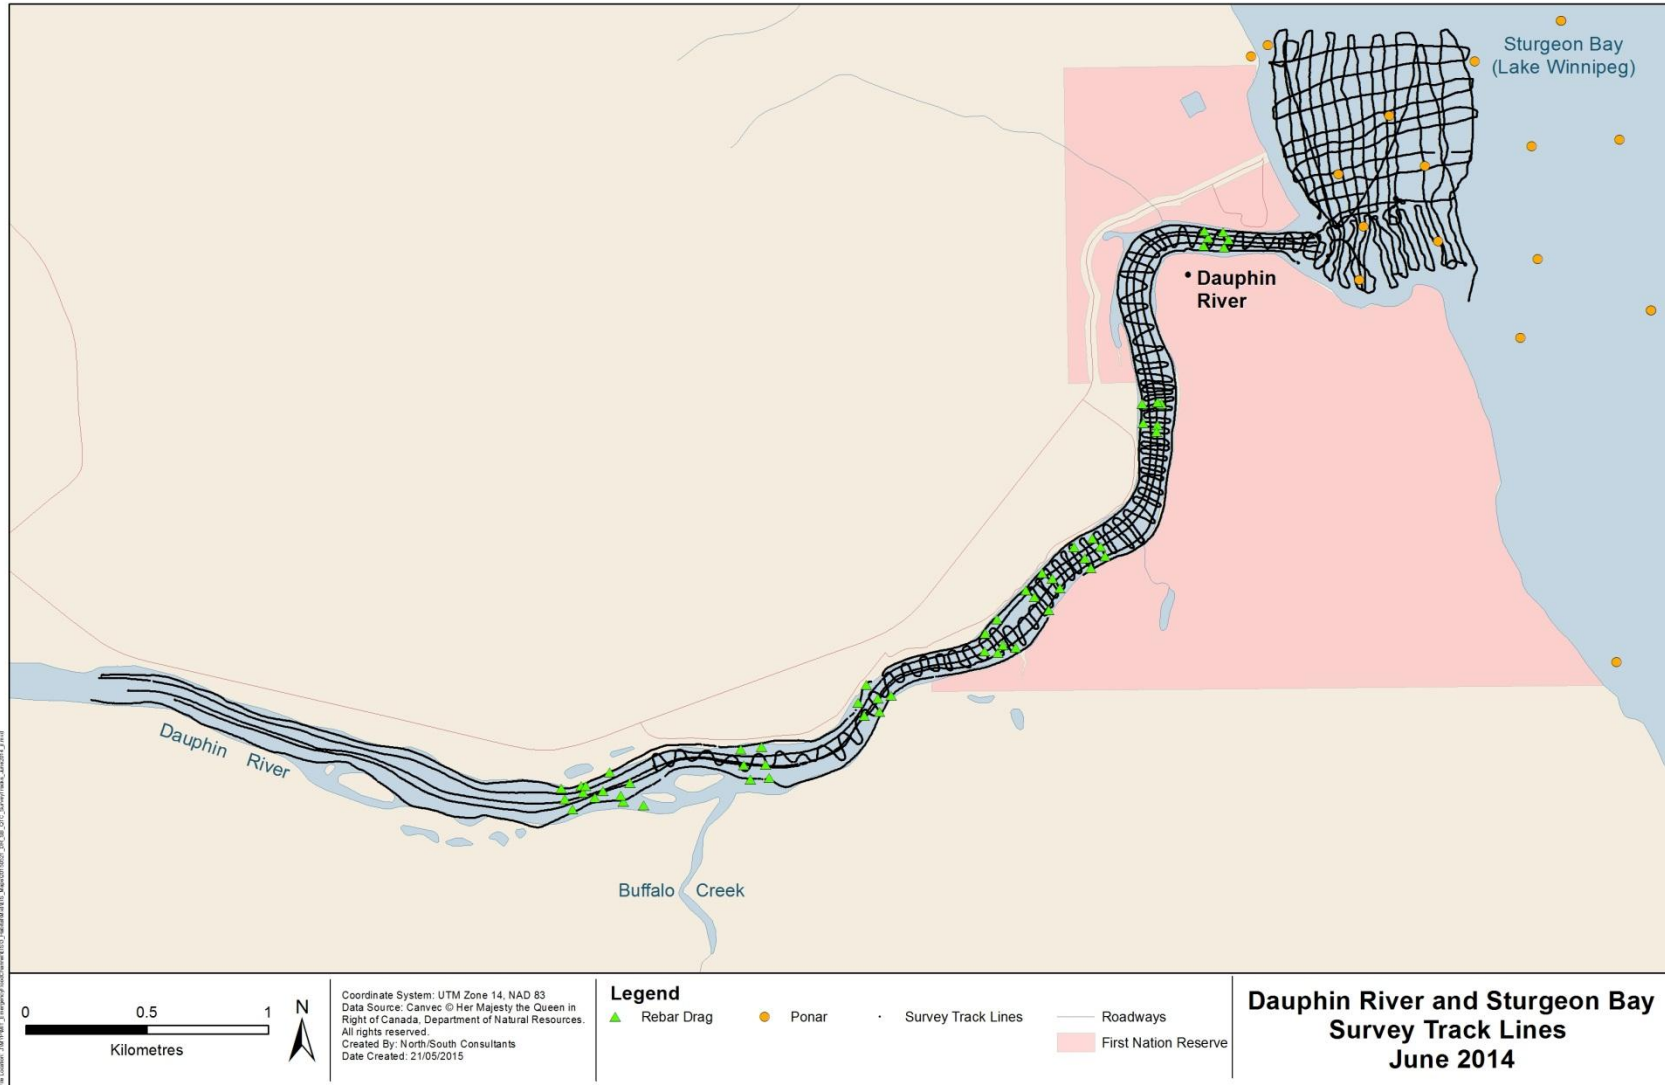 Sturgeon Bay
(Lake Winnipeg)
Dauphin
River
Dauphin River
Buffalo Creek
0 0.5 1
Kilometres
N
Coordinate System: UTM Zone 14, NAD 83
Data Source: Canvec © Her Majesty the Queen in
Right of Canada, Department of Natural Resources.
All rights reserved.
Created By: North/South Consultants
Date Created: 21/05/2015
Legend
Rebar Drag
Ponar
Survey Track Lines
Roadways
First Nation Reserve
Dauphin River and Sturgeon Bay
Survey Track Lines
June 2014